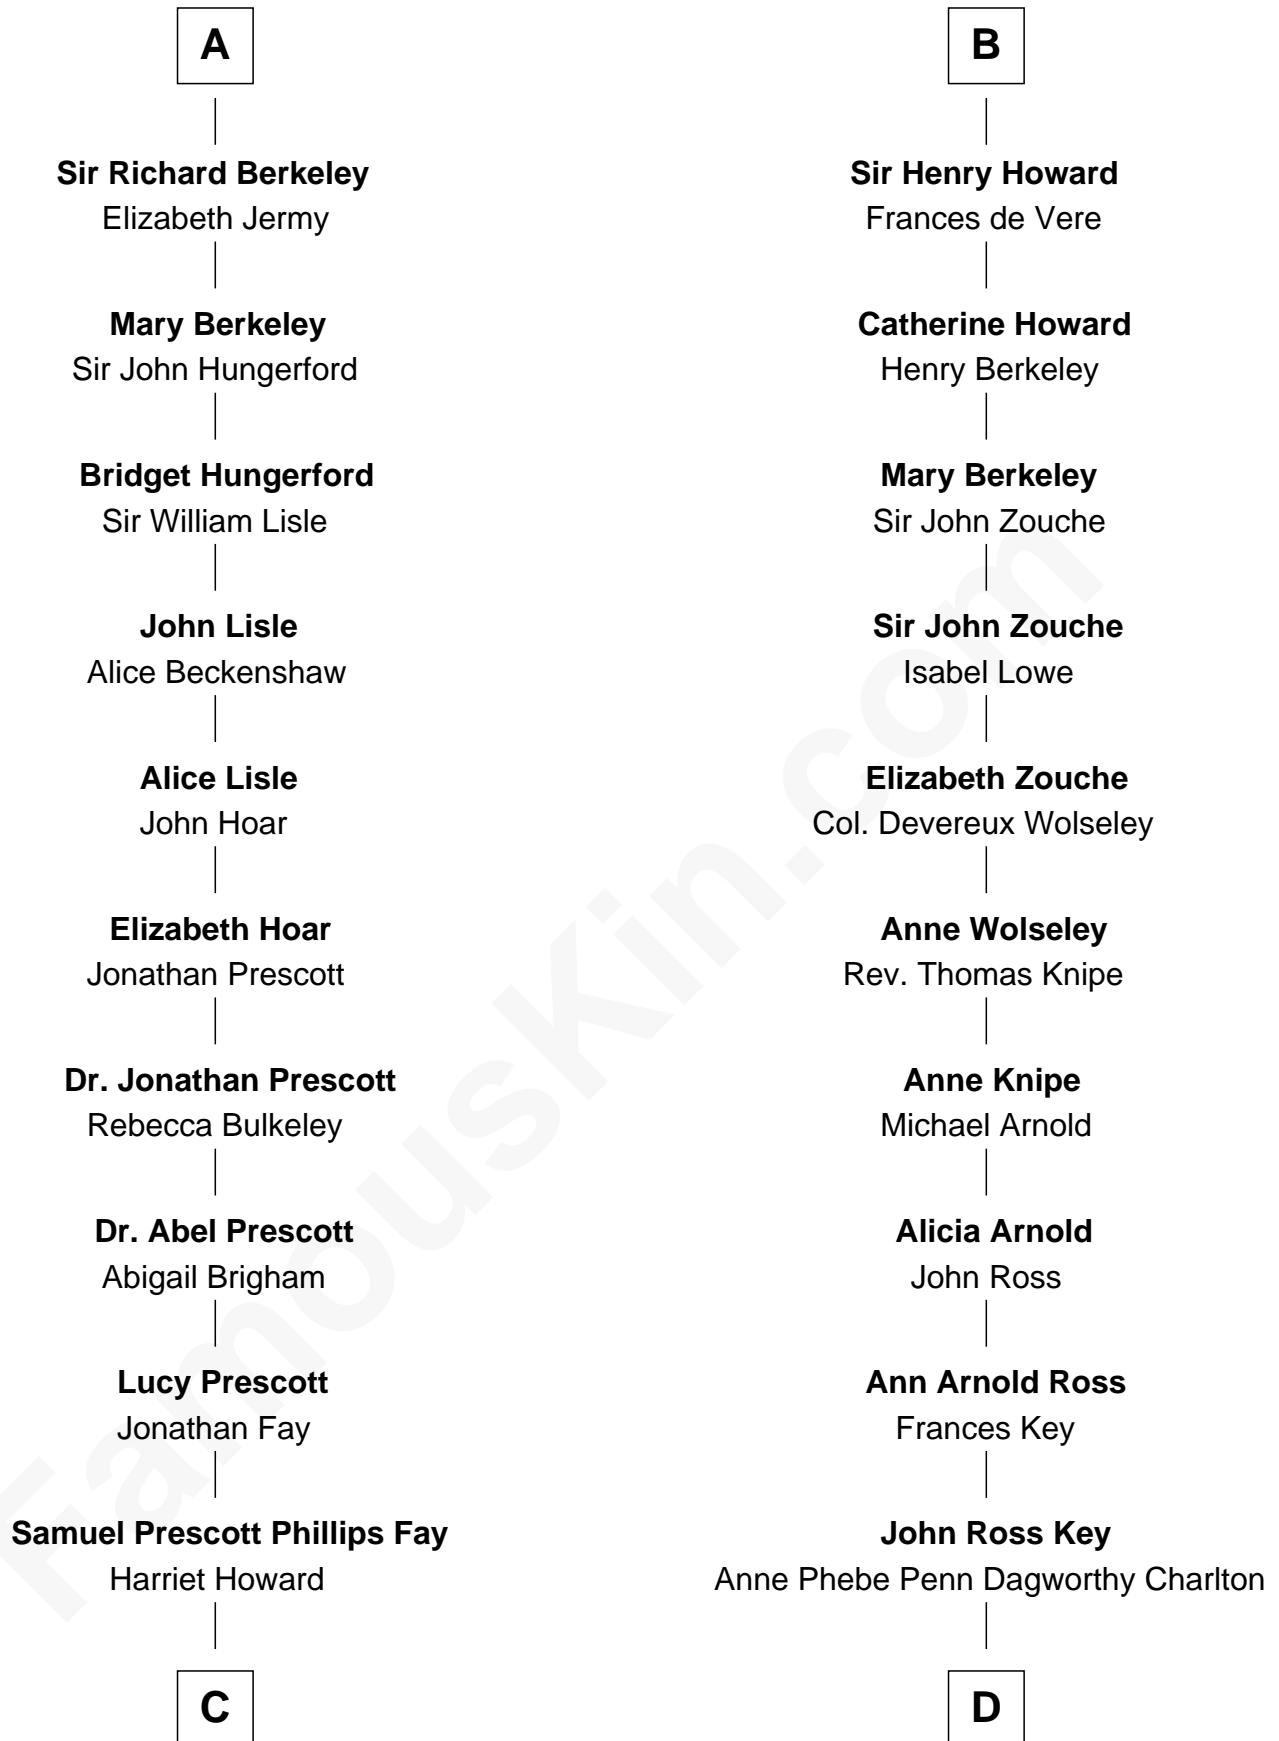 A
Sir Richard Berkeley
Elizabeth Jermy
Mary Berkeley
Sir John Hungerford
Bridget Hungerford
Sir William Lisle
John Lisle
Alice Beckenshaw
Alice Lisle
John Hoar
Elizabeth Hoar
Jonathan Prescott
Dr. Jonathan Prescott
Rebecca Bulkeley
Dr. Abel Prescott
Abigail Brigham
Lucy Prescott
Jonathan Fay
Samuel Prescott Phillips Fay
Harriet Howard
C
B
Sir Henry Howard
Frances de Vere
Catherine Howard
Henry Berkeley
Mary Berkeley
Sir John Zouche
Sir John Zouche
Isabel Lowe
Elizabeth Zouche
Col. Devereux Wolseley
Anne Wolseley
Rev. Thomas Knipe
Anne Knipe
Michael Arnold
Alicia Arnold
John Ross
Ann Arnold Ross
Frances Key
John Ross Key
Anne Phebe Penn Dagworthy Charlton
D
FamousKin.com